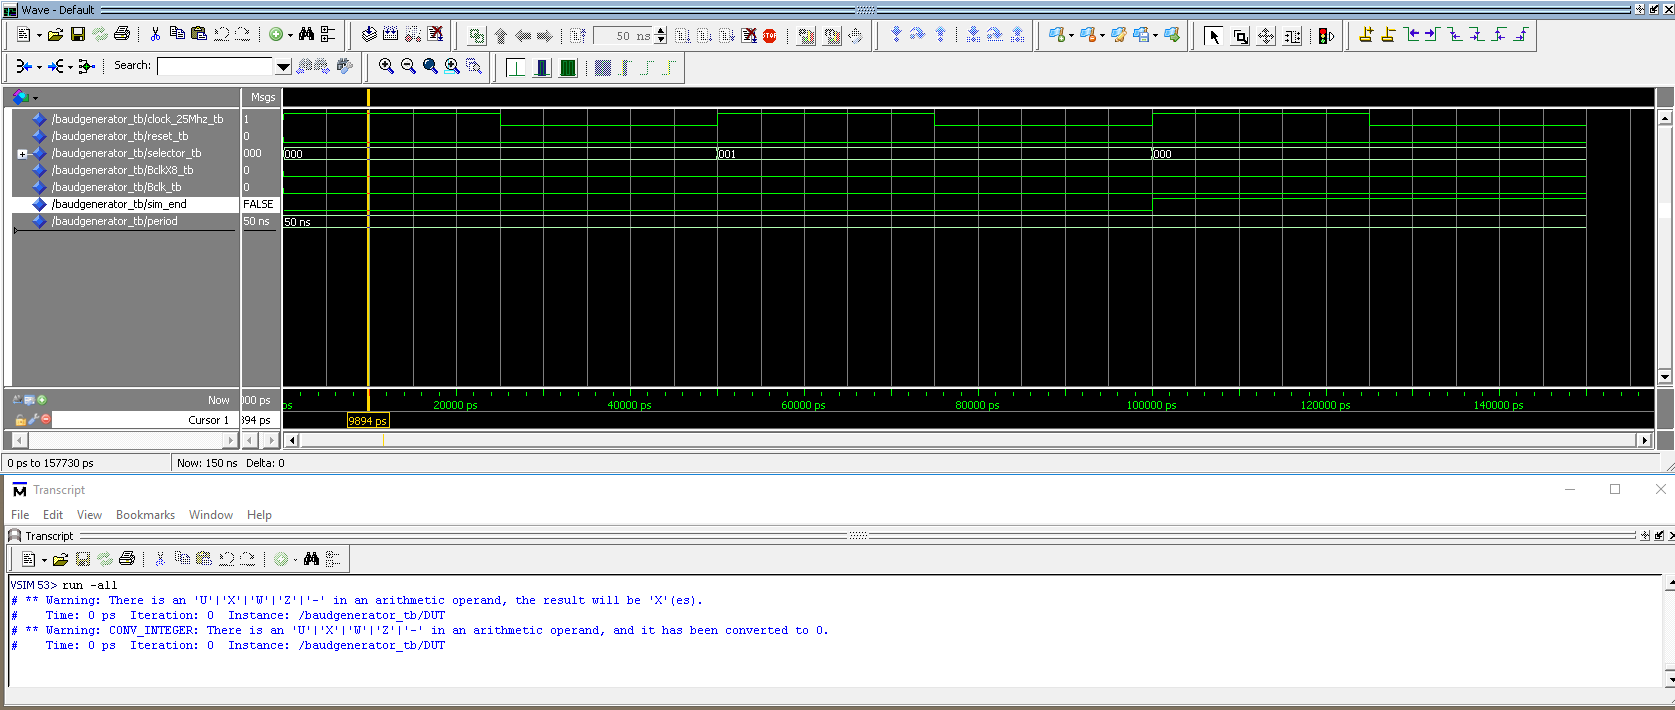 Wave - Default
50 ns
STOP
Search:
Msgs
/baudgenerator_tb/clock_25Mhz_tb 1
/baudgenerator_tb/reset_tb 0
/baudgenerator_tb/selector_tb 000 000 001 000
/baudgenerator_tb/BclkX8_tb 0
/baudgenerator_tb/Bclk_tb 0
/baudgenerator_tb/sim_end FALSE
/baudgenerator_tb/period 50 ns 50 ns
Now 000 ps ps 20000 ps 40000 ps 60000 ps 80000 ps 100000 ps 120000 ps 140000 ps
Cursor 1 394 ps 9894 ps
0 ps to 157730 ps Now: 150 ns Delta: 0
Transcript
File Edit View Bookmarks Window Help
Transcript
VSIM 53> run -all
# ** Warning: There is an 'U'|'X'|'W'|'Z'|'-' in an arithmetic operand, the result will be 'X'(es).
# Time: 0 ps Iteration: 0 Instance: /baudgenerator_tb/DUT
# ** Warning: CONV_INTEGER: There is an 'U'|'X'|'W'|'Z'|'-' in an arithmetic operand, and it has been converted to 0.
# Time: 0 ps Iteration: 0 Instance: /baudgenerator_tb/DUT